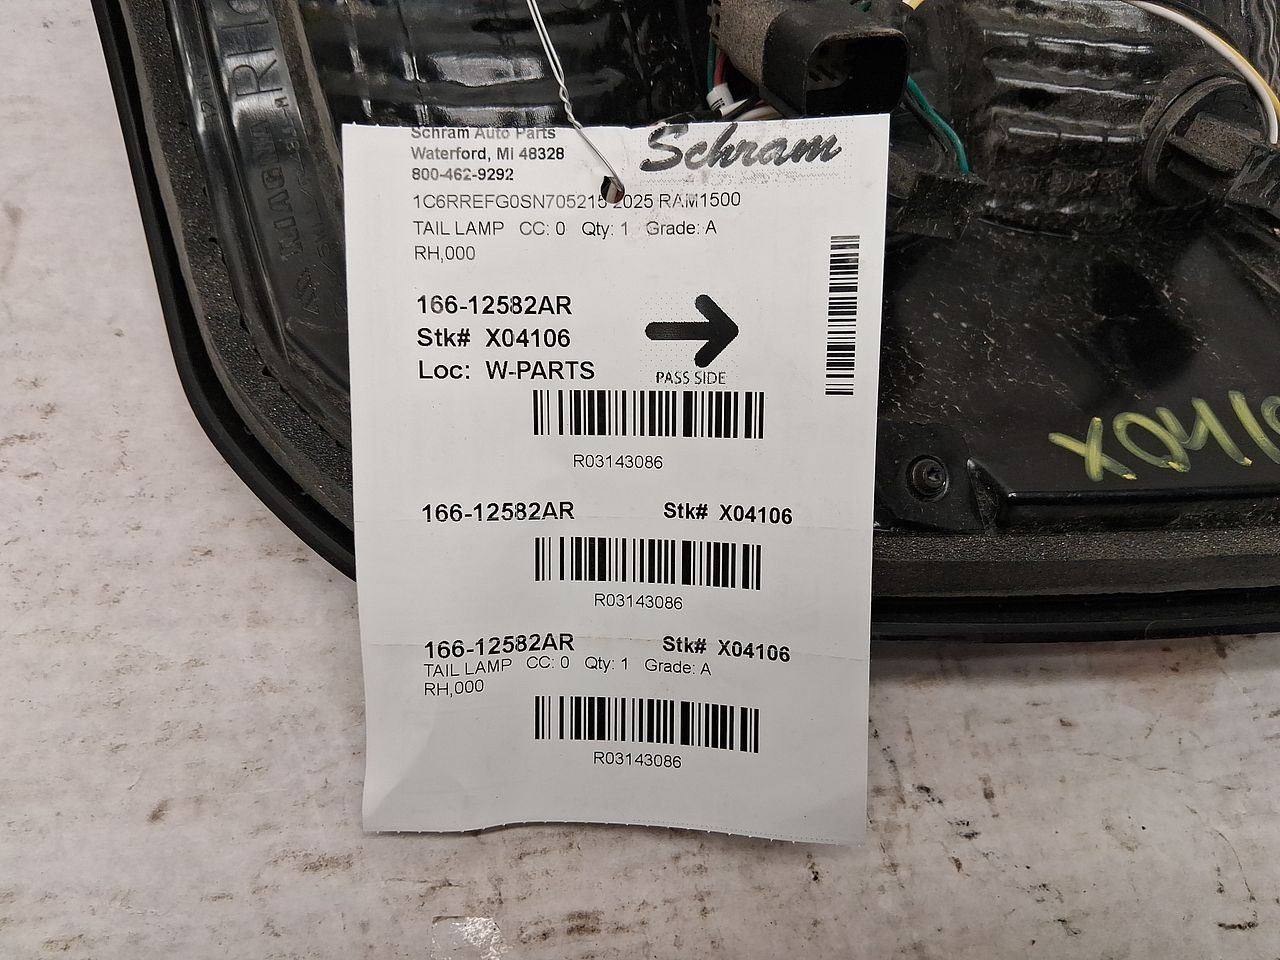 Schram Auto Parts
Waterford, MI 48328
800-462-9292
Schram
1C6RREFG0SN705215 2025 RAM1500
TAIL LAMP CC: 0 Qty: 1 Grade: A
RH,000
166-12582AR
Stk# X04106
Loc: W-PARTS
PASS SIDE
R03143086
166-12582AR Stk# X04106
R03143086
166-12582AR Stk# X04106
TAIL LAMP CC: 0 Qty: 1 Grade: A
RH,000
R03143086